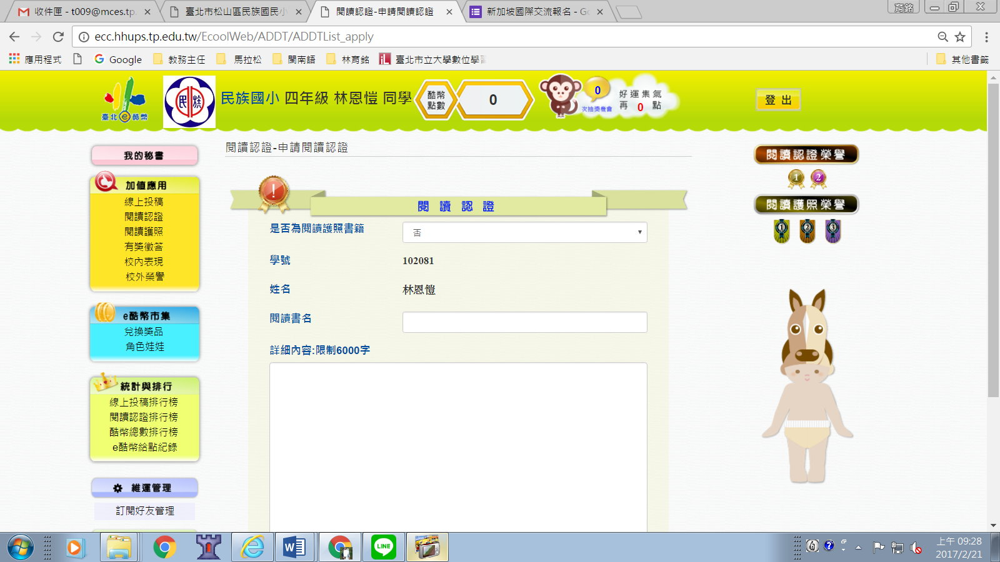 收件匣 - t009@mces.tp.
臺北市松山區民族國民小
閱讀認證-申請閱讀認證
新加坡國際交流報名 - Go
育銘
ecc.hhups.tp.edu.tw/EcoolWeb/ADDT/ADDTList_apply
應用程式
Google
教務主任
馬拉松
閩南語
林育銘
臺北市立大學數位學習
其他書籤
臺北e酷幣
民族
民族國小 四年級 林恩愷 同學
酷幣
點數
0
0
次抽獎機會
好運集氣
再 0 點
登出
閱讀認證-申請閱讀認證
我的秘書
加值應用
線上投稿
閱讀認證
閱讀護照
有獎徵答
校內表現
校外榮譽
e酷幣市集
兌換獎品
角色娃娃
統計與排行
線上投稿排行榜
閱讀認證排行榜
酷幣總數排行榜
e酷幣給點紀錄
維運管理
訂閱好友管理
閱讀認證
是否為閱讀護照書籍
否
學號
102081
姓名
林恩愷
閱讀書名
詳細內容:限制6000字
閱讀認證榮譽
1
2
閱讀護照榮譽
1
2
3
LINE
上午 09:28
2017/2/21